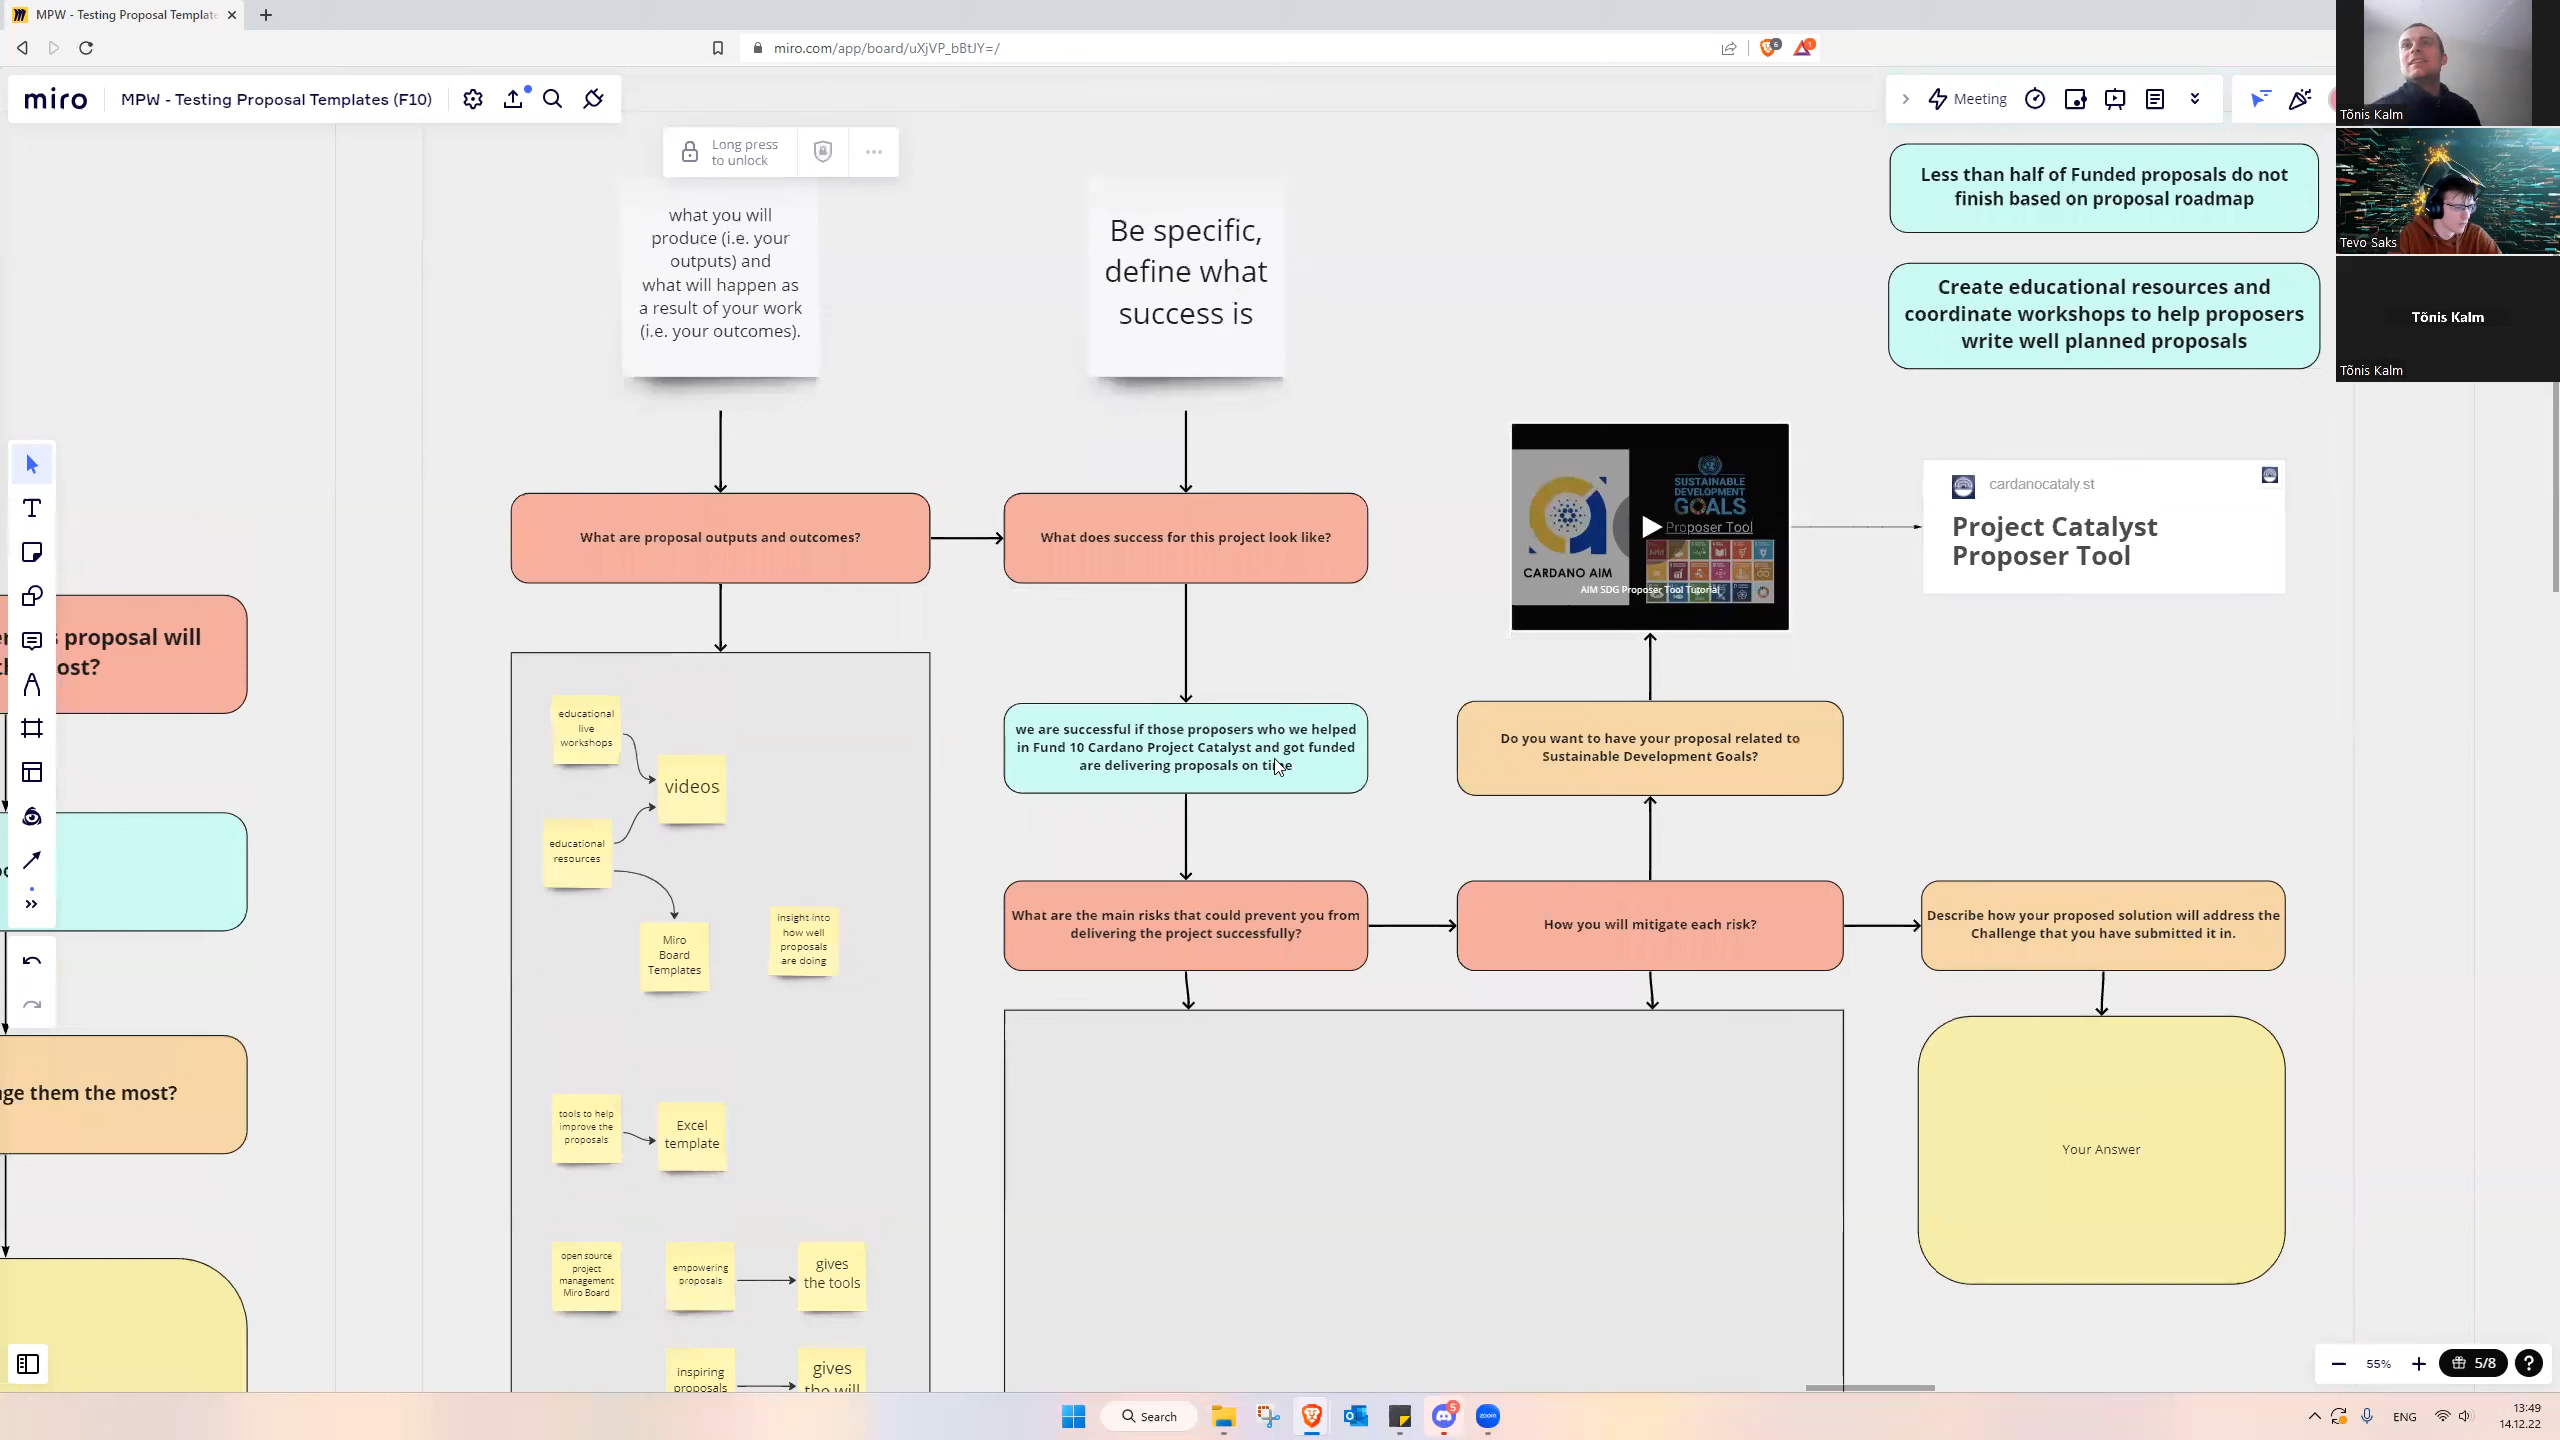 MPW - Testing Proposal Template
miro.com/app/board/uXjVP_bBtJY=/
miro
MPW - Testing Proposal Templates (F10)
Meeting
Long press
to unlock
what you will
produce (i.e. your
outputs) and
what will happen as
a result of your work
(i.e. your outcomes).
Be specific,
define what
success is
Less than half of Funded proposals do not
finish based on proposal roadmap
Create educational resources and
coordinate workshops to help proposers
write well planned proposals
Tõnis Kalm
Tevo Saks
Tõnis Kalm
Tõnis Kalm
What are proposal outputs and outcomes?
What does success for this project look like?
CARDANO AIM
SUSTAINABLE
DEVELOPMENT
GOALS
Proposer Tool
AIM SDG Proposer Tool Tutorial
cardanocataly.st
Project Catalyst
Proposer Tool
proposal will
ost?
educational
live
workshops
videos
educational
resources
Miro
Board
Templates
insight into
how well
proposals
are doing
we are successful if those proposers who we helped
in Fund 10 Cardano Project Catalyst and got funded
are delivering proposals on time
Do you want to have your proposal related to
Sustainable Development Goals?
What are the main risks that could prevent you from
delivering the project successfully?
How you will mitigate each risk?
Describe how your proposed solution will address the
Challenge that you have submitted it in.
Your Answer
ge them the most?
tools to help
improve the
proposals
Excel
template
open source
project
management
Miro Board
empowering
proposals
gives
the tools
inspiring
proposals
gives
the will
55%
5/8
Search
zoom
5
ENG
13:49
14.12.22